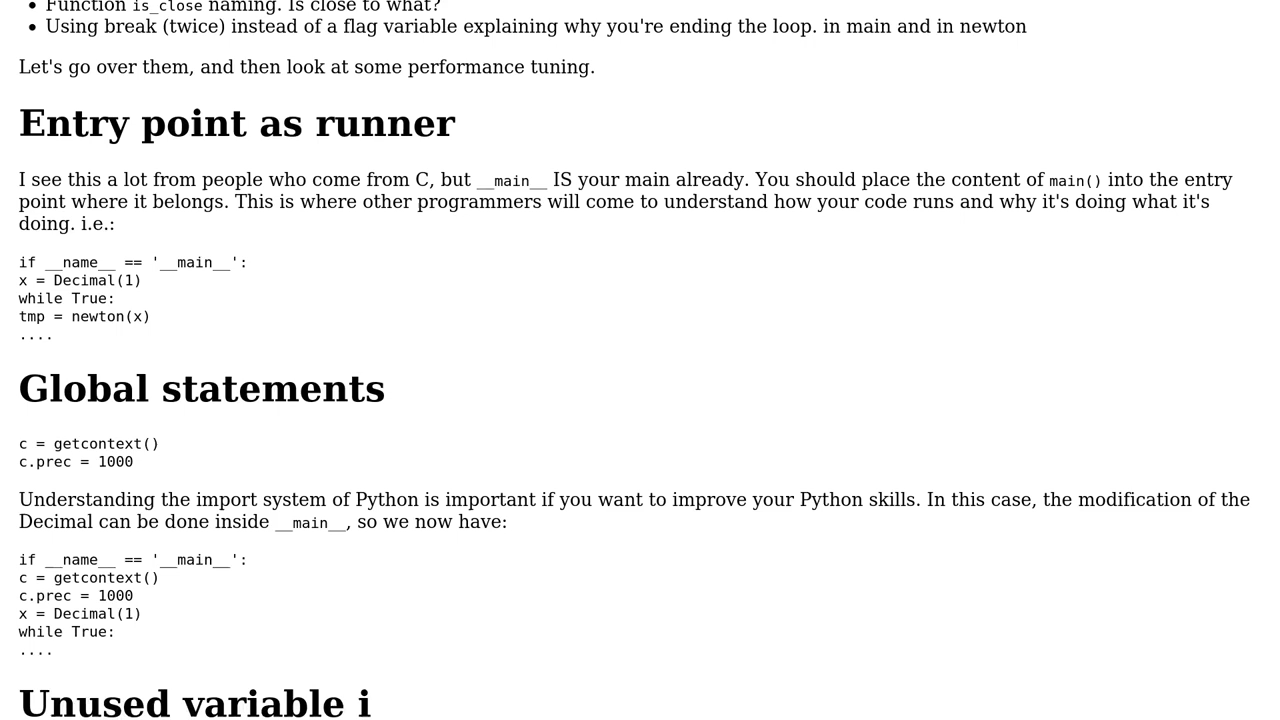 Function is_close naming. Is close to what?
Using break (twice) instead of a flag variable explaining why you're ending the loop. in main and in newton
Let's go over them, and then look at some performance tuning.
Entry point as runner
I see this a lot from people who come from C, but __main__ IS your main already. You should place the content of main() into the entry
point where it belongs. This is where other programmers will come to understand how your code runs and why it's doing what it's
doing. i.e.:
if __name__ == '__main__':
x = Decimal(1)
while True:
tmp = newton(x)
....
Global statements
c = getcontext()
c.prec = 1000
Understanding the import system of Python is important if you want to improve your Python skills. In this case, the modification of the
Decimal can be done inside __main__, so we now have:
if __name__ == '__main__':
c = getcontext()
c.prec = 1000
x = Decimal(1)
while True:
....
Unused variable i